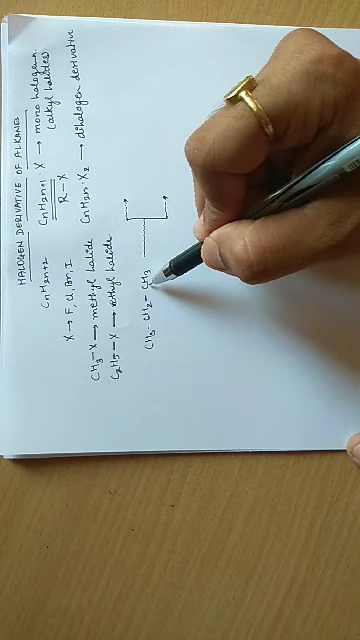 HALOGEN DERIVATIVE OF ALKANES
CnH2n+2 CnH2n+1·X → mono halogen
(alkyl halides)
X → F, Cl, Br, I R-X
CH3-X → methyl halide CnH2n·X2 → dihalogen derivative
C2H5-X → ethyl halide
CH3-CH2-CH3